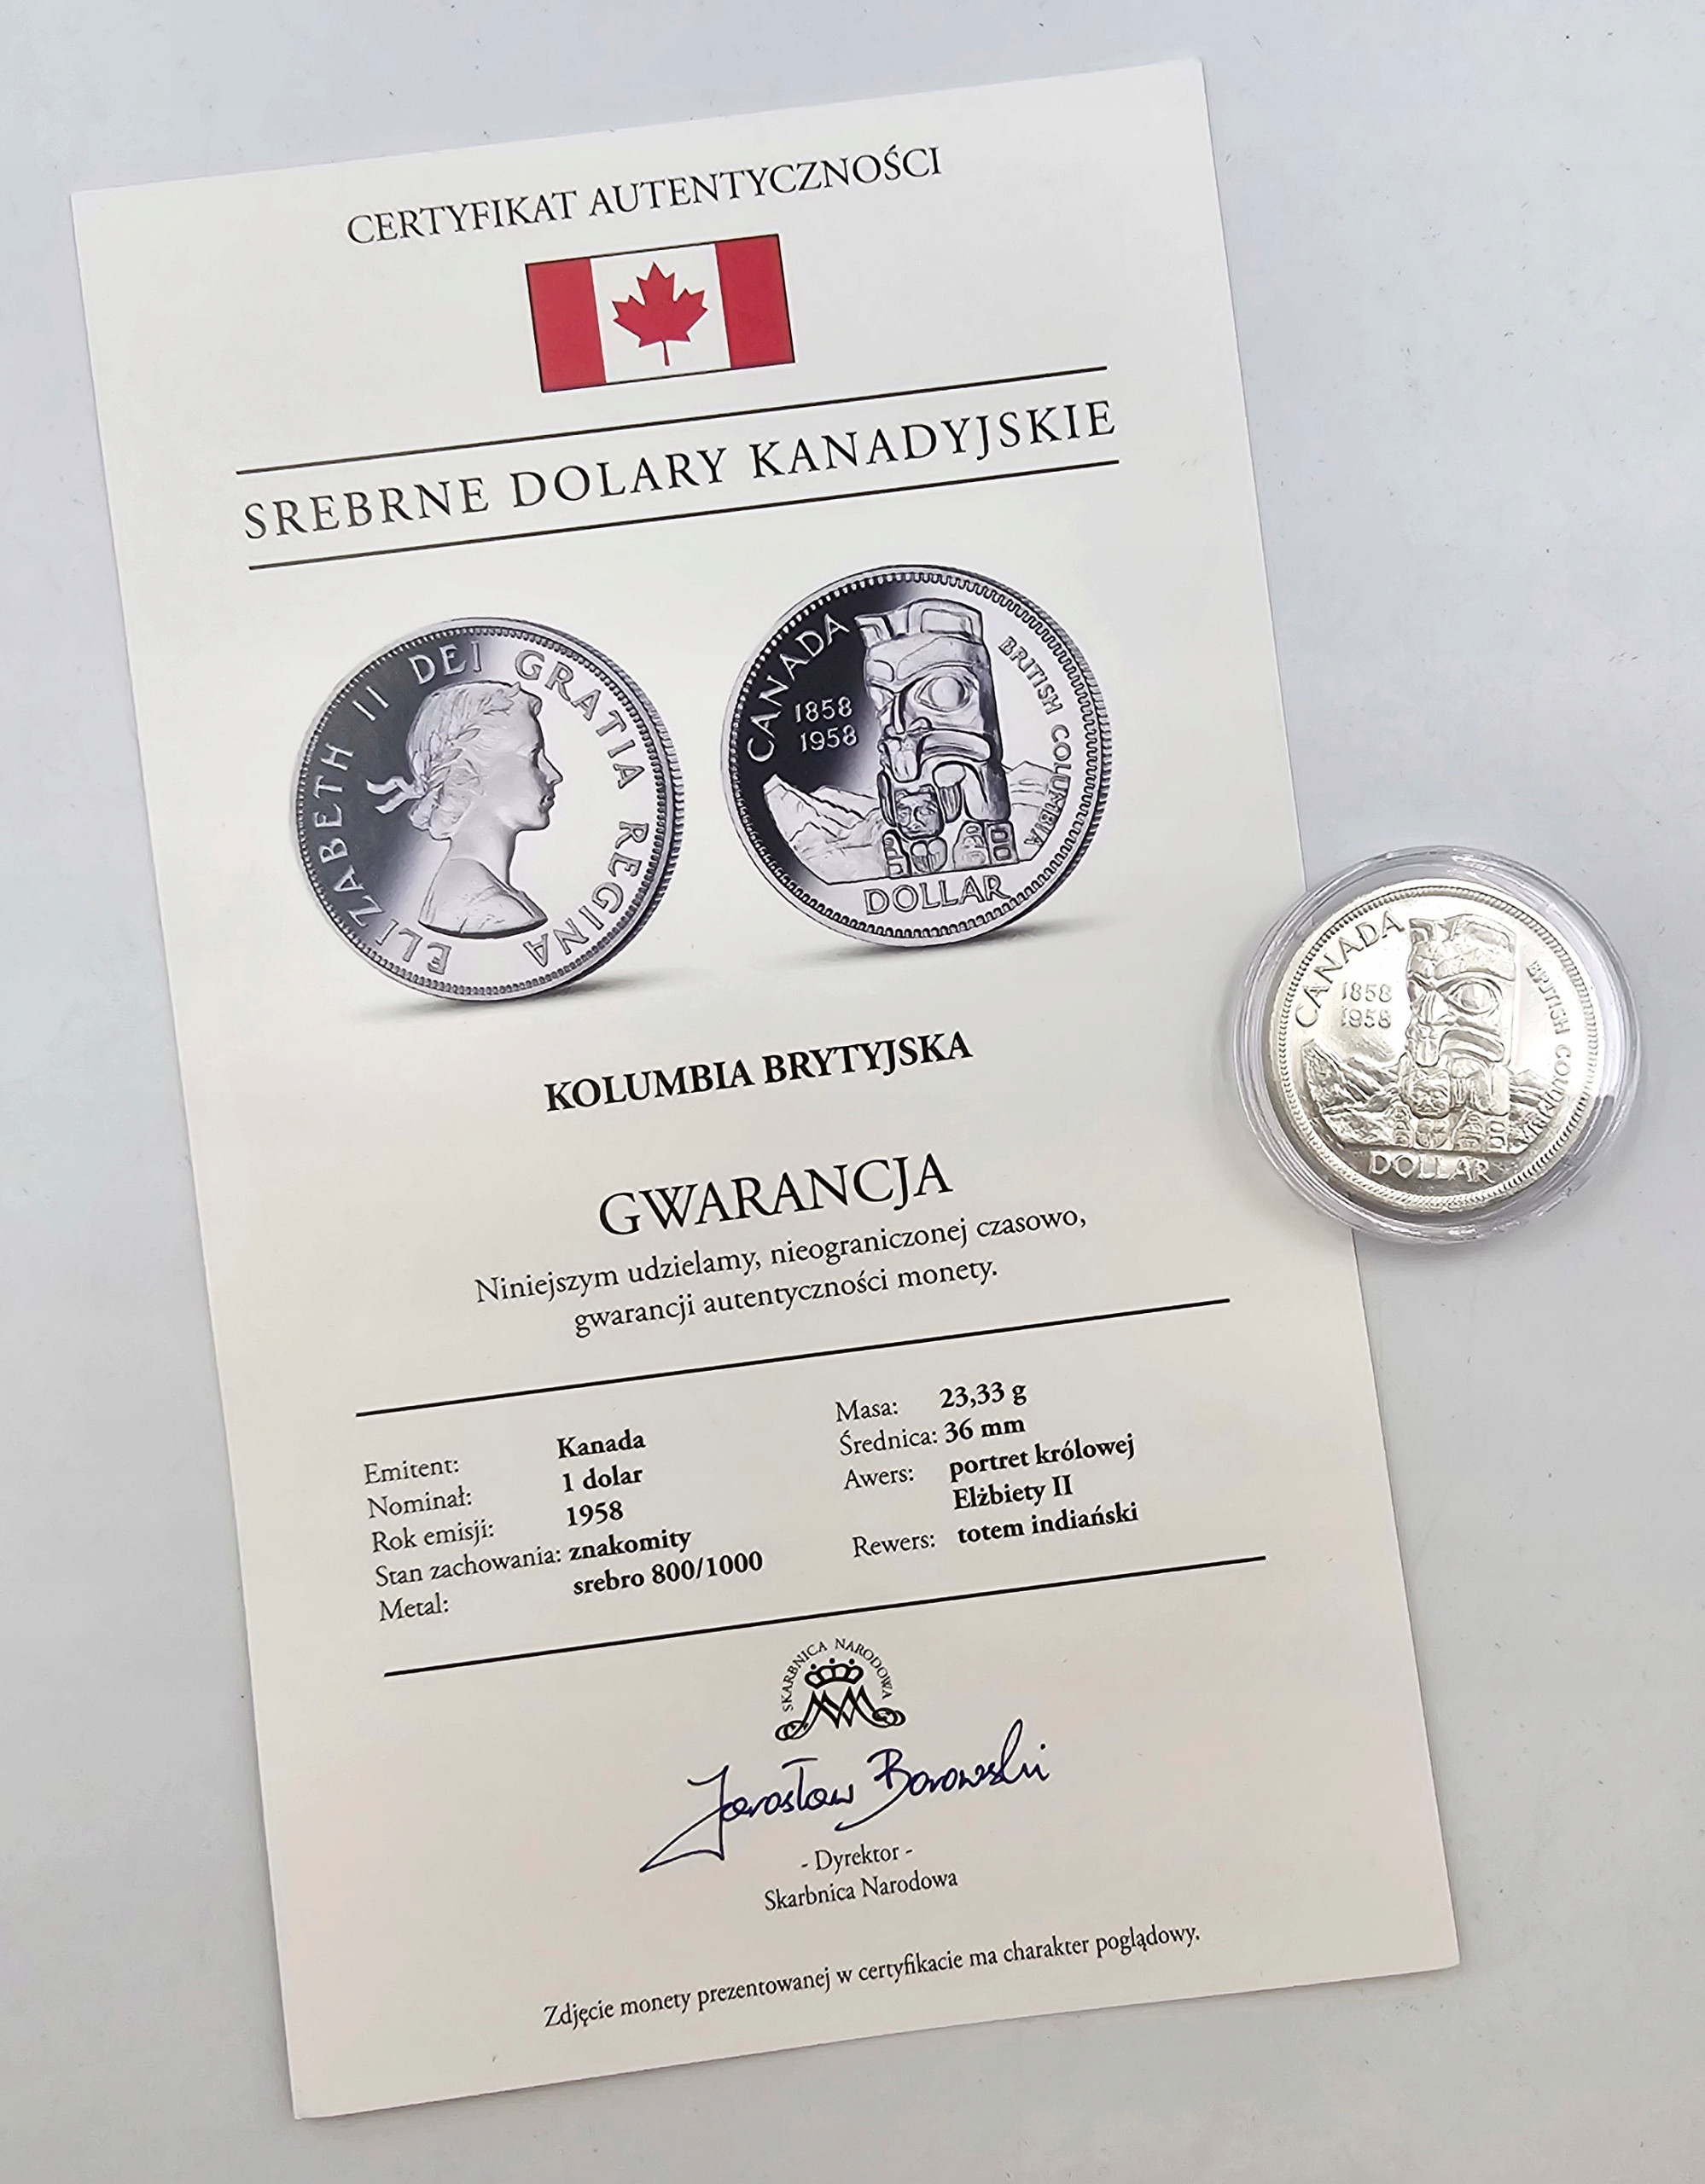 CERTYFIKAT AUTENTYCZNOŚCI
SREBRNE DOLARY KANADYJSKIE
ELIZABETH II DEI GRATIA REGINA
CANADA
1858
1958
BRITISH COLUMBIA
DOLLAR
KOLUMBIA BRYTYJSKA
GWARANCJA
Niniejszym udzielamy, nieograniczonej czasowo,
gwarancji autentyczności monety.
Emitent: Kanada
Nominał: 1 dolar
Rok emisji: 1958
Stan zachowania: znakomity
Metal: srebro 800/1000
Masa: 23,33 g
Średnica: 36 mm
Awers: portret królowej
Elżbiety II
Rewers: totem indiański
SKARBNICA NARODOWA
Jarosław Borowski
- Dyrektor -
Skarbnica Narodowa
Zdjęcie monety prezentowanej w certyfikacie ma charakter poglądowy.
CANADA
1858
1958
BRITISH COLUMBIA
DOLLAR